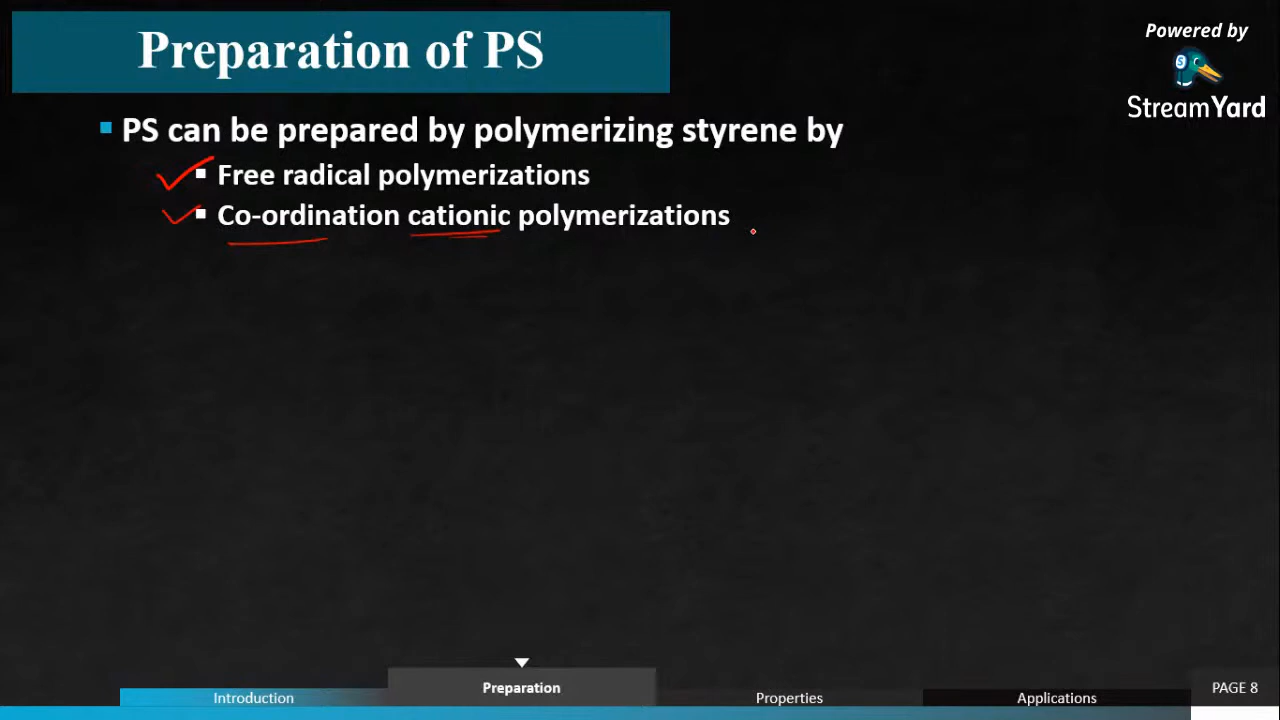 Preparation of PS
Powered by
StreamYard
PS can be prepared by polymerizing styrene by
Free radical polymerizations
Co-ordination cationic polymerizations
Introduction
Preparation
Properties
Applications
PAGE 8